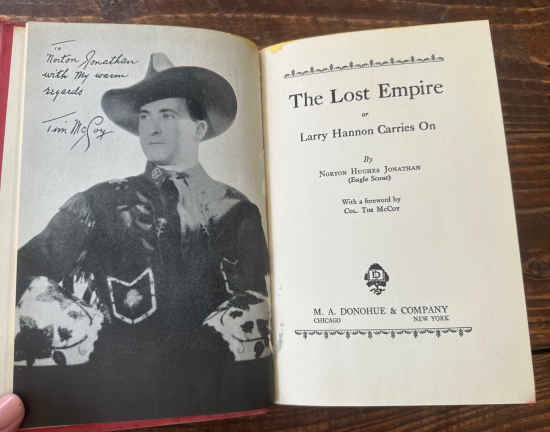 To
Norton Jonathan
with My warm
regards
Tim McCoy
The Lost Empire
or
Larry Hannon Carries On
By
Norton Hughes Jonathan
(Eagle Scout)
With a foreword by
Col. Tim McCoy
M. A. DONOHUE & COMPANY
CHICAGO NEW YORK